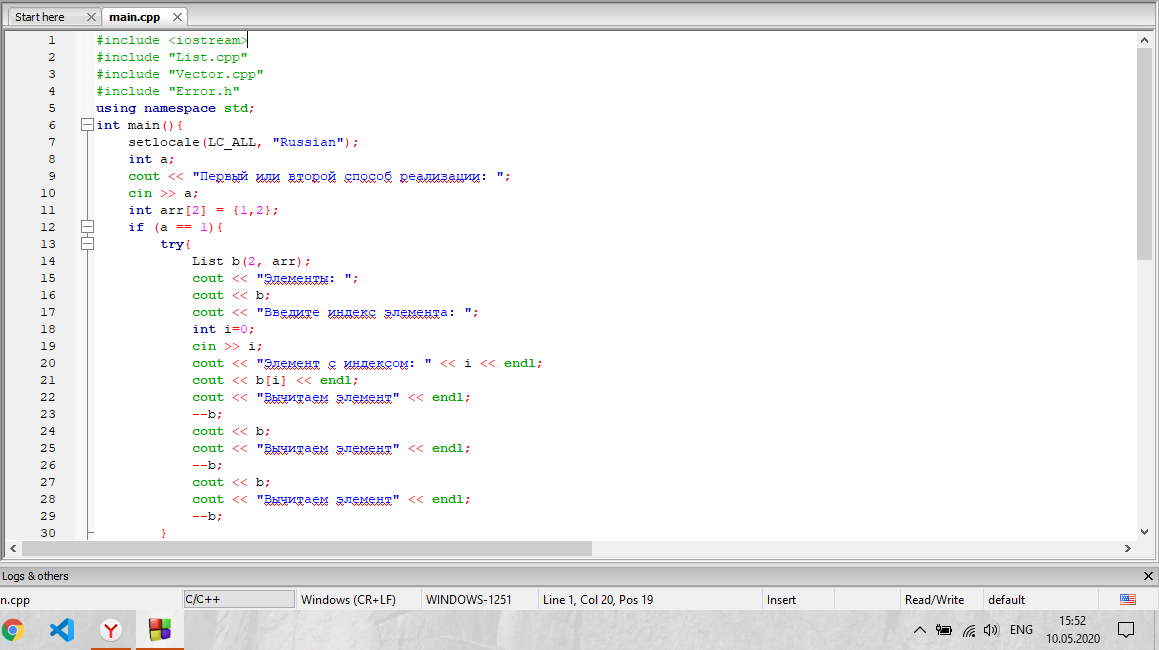 Start here main.cpp
1 #include <iostream>
2 #include "List.cpp"
3 #include "Vector.cpp"
4 #include "Error.h"
5 using namespace std;
6 int main(){
7 setlocale(LC_ALL, "Russian");
8 int a;
9 cout << "Первый или второй способ реализации: ";
10 cin >> a;
11 int arr[2] = {1,2};
12 if (a == 1){
13 try{
14 List b(2, arr);
15 cout << "Элементы: ";
16 cout << b;
17 cout << "Введите индекс элемента: ";
18 int i=0;
19 cin >> i;
20 cout << "Элемент с индексом: " << i << endl;
21 cout << b[i] << endl;
22 cout << "Вычитаем элемент" << endl;
23 --b;
24 cout << b;
25 cout << "Вычитаем элемент" << endl;
26 --b;
27 cout << b;
28 cout << "Вычитаем элемент" << endl;
29 --b;
30 }
Logs & others
n.cpp C/C++ Windows (CR+LF) WINDOWS-1251 Line 1, Col 20, Pos 19 Insert Read/Write default
ENG 15:52
10.05.2020